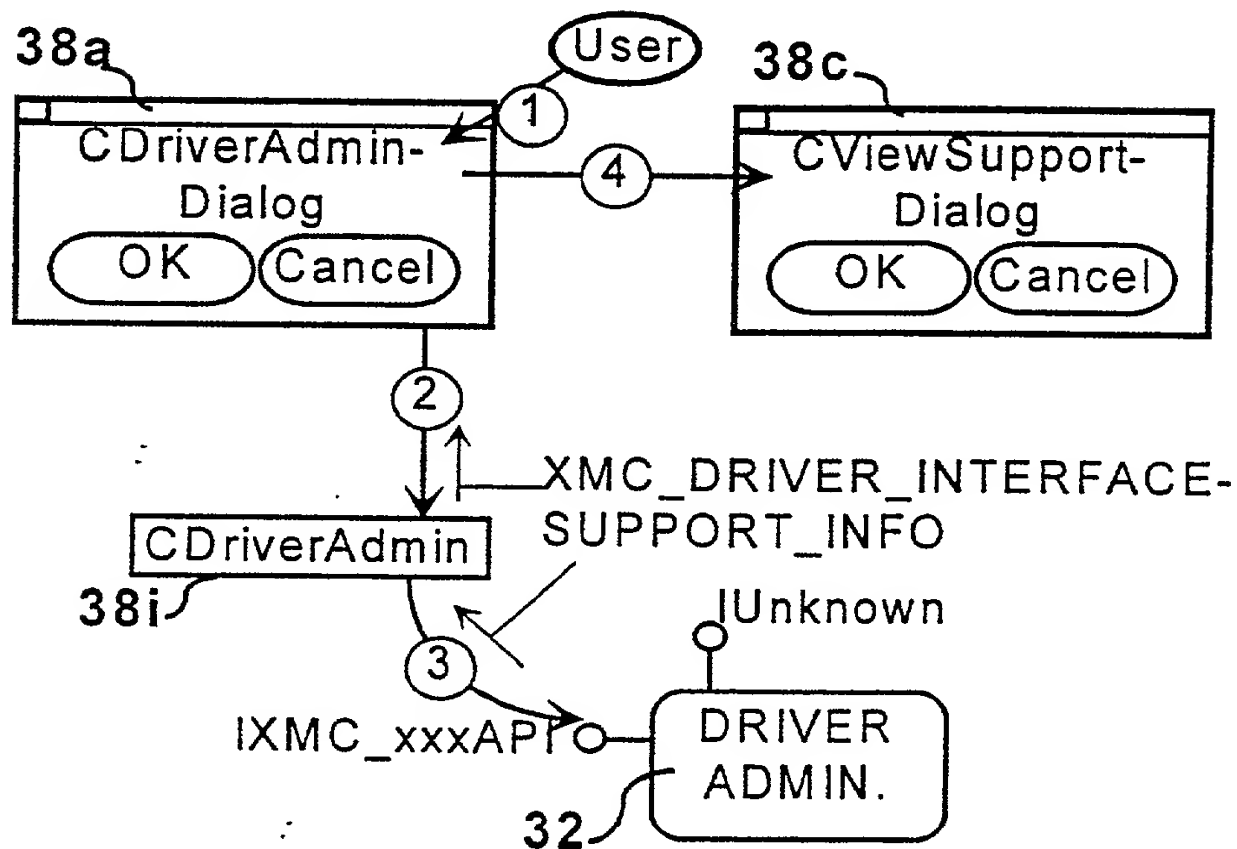 38a
User
38c
1
CDriverAdmin-
Dialog
OK
Cancel
4
CViewSupport-
Dialog
OK
Cancel
2
XMC_DRIVER_INTERFACE-
SUPPORT_INFO
CDriverAdmin
38i
IUnknown
3
IXMC_xxxAPI
DRIVER
ADMIN.
32